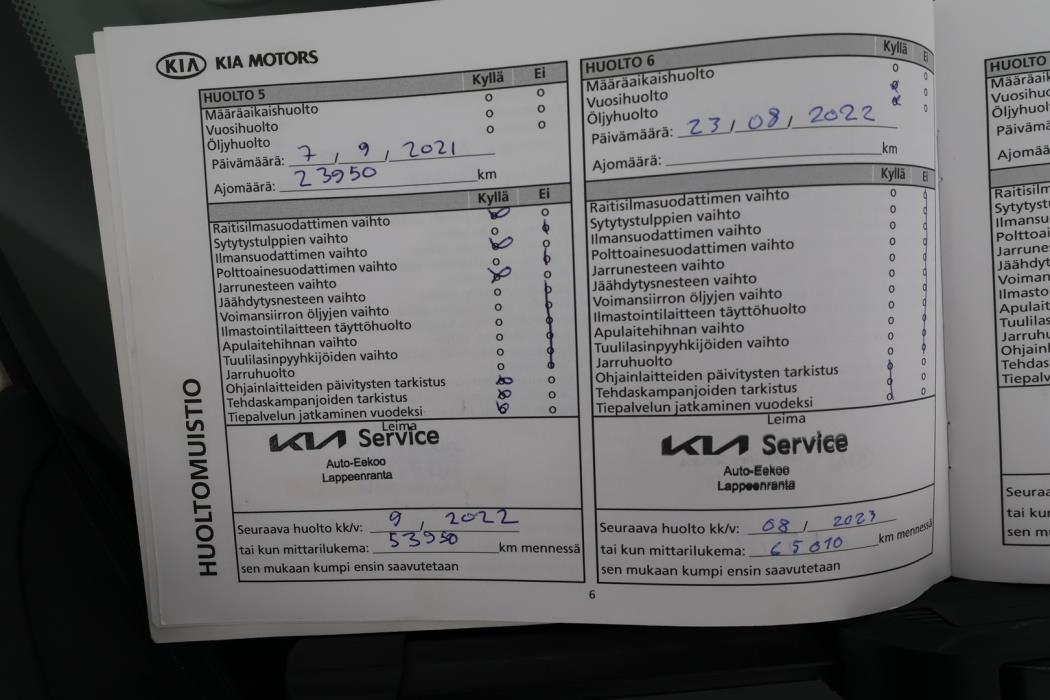 KIA KIA MOTORS
HUOLTO 5 Kyllä Ei
Määräaikaishuolto o o
Vuosihuolto o o
Öljyhuolto o o
Päivämäärä: 7 / 9 / 2021
Ajomäärä: 23950 km
Kyllä Ei
Raitisilmasuodattimen vaihto
Sytytystulppien vaihto
Ilmansuodattimen vaihto
Polttoainesuodattimen vaihto
Jarrunesteen vaihto
Jäähdytysnesteen vaihto
Voimansiirron öljyjen vaihto
Ilmastointilaitteen täyttöhuolto
Apulaitehihnan vaihto
Tuulilasinpyyhkijöiden vaihto
Jarruhuolto
Ohjainlaitteiden päivitysten tarkistus
Tehdaskampanjoiden tarkistus
Tiepalvelun jatkaminen vuodeksi
Leima
KIA Service
Auto-Eekoo
Lappeenranta
Seuraava huolto kk/v: 9 / 2022
tai kun mittarilukema: 53950 km mennessä
sen mukaan kumpi ensin saavutetaan
HUOLTOMUISTIO
HUOLTO 6 Kyllä Ei
Määräaikaishuolto
Vuosihuolto
Öljyhuolto
Päivämäärä: 23 / 08 / 2022
Ajomäärä: km
Kyllä Ei
Raitisilmasuodattimen vaihto
Sytytystulppien vaihto
Ilmansuodattimen vaihto
Polttoainesuodattimen vaihto
Jarrunesteen vaihto
Jäähdytysnesteen vaihto
Voimansiirron öljyjen vaihto
Ilmastointilaitteen täyttöhuolto
Apulaitehihnan vaihto
Tuulilasinpyyhkijöiden vaihto
Jarruhuolto
Ohjainlaitteiden päivitysten tarkistus
Tehdaskampanjoiden tarkistus
Tiepalvelun jatkaminen vuodeksi
Leima
KIA Service
Auto-Eekoo
Lappeenranta
Seuraava huolto kk/v: 08 / 2023
tai kun mittarilukema: 65010 km mennessä
sen mukaan kumpi ensin saavutetaan
6
HUOLTO